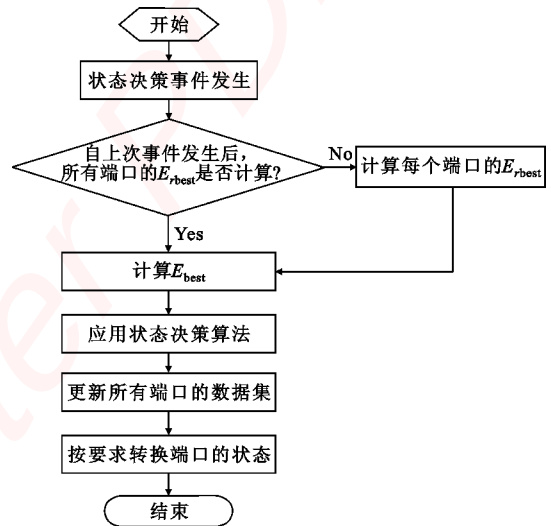 开始
状态决策事件发生
自上次事件发生后，
所有端口的Erbest是否计算?
No
计算每个端口的Erbest
Yes
计算Ebest
应用状态决策算法
更新所有端口的数据集
按要求转换端口的状态
结束